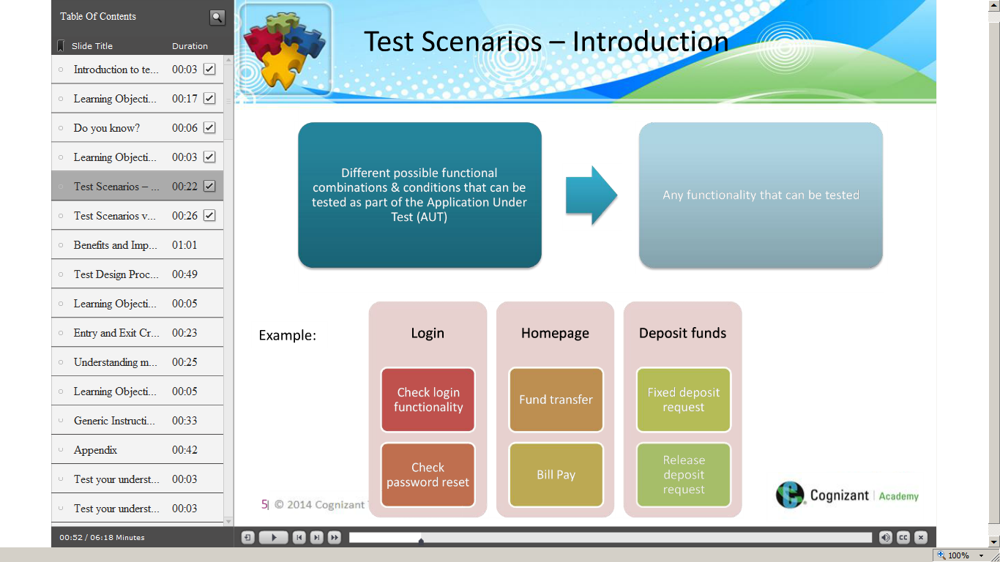 Table Of Contents
Slide Title Duration
Introduction to te... 00:03
Learning Objecti... 00:17
Do you know? 00:06
Learning Objecti... 00:03
Test Scenarios – ... 00:22
Test Scenarios v... 00:26
Benefits and Imp... 01:01
Test Design Proc... 00:49
Learning Objecti... 00:05
Entry and Exit Cr... 00:23
Understanding m... 00:25
Learning Objecti... 00:05
Generic Instructi... 00:33
Appendix 00:42
Test your underst... 00:03
Test your underst... 00:03
00:52 / 06:18 Minutes
Test Scenarios – Introduction
Different possible functional
combinations & conditions that can be
tested as part of the Application Under
Test (AUT)
Any functionality that can be tested
Example:
Login
Check login
functionality
Check
password reset
Homepage
Fund transfer
Bill Pay
Deposit funds
Fixed deposit
request
Release
deposit
request
5| © 2014 Cognizant
Cognizant | Academy
CC
100%